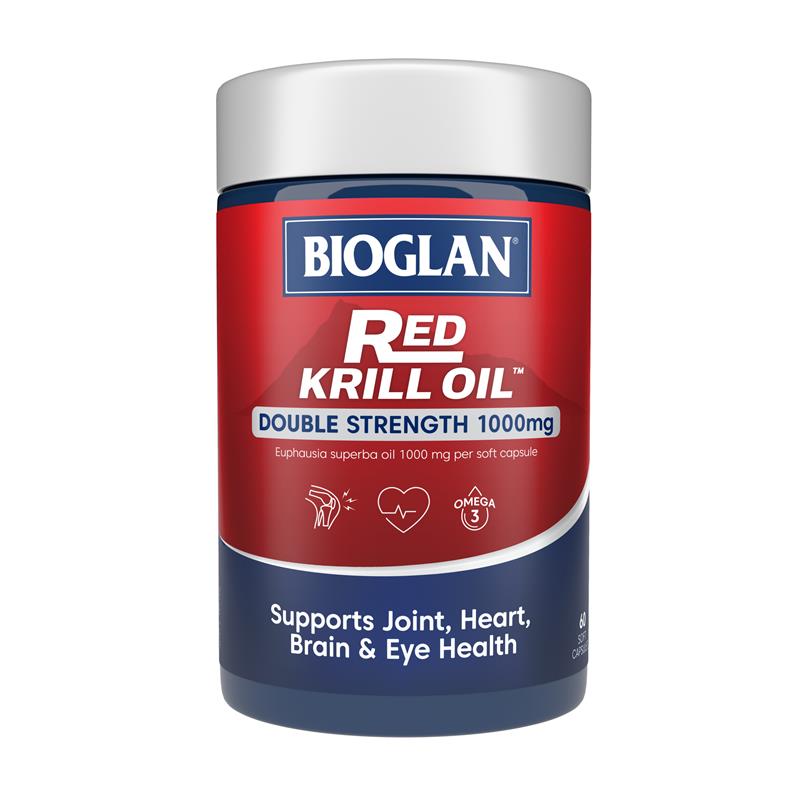 BIOGLAN®
RED
KRILL OIL™
DOUBLE STRENGTH 1000mg
Euphausia superba oil 1000 mg per soft capsule
OMEGA
3
Supports Joint, Heart,
Brain & Eye Health
60
SOFT